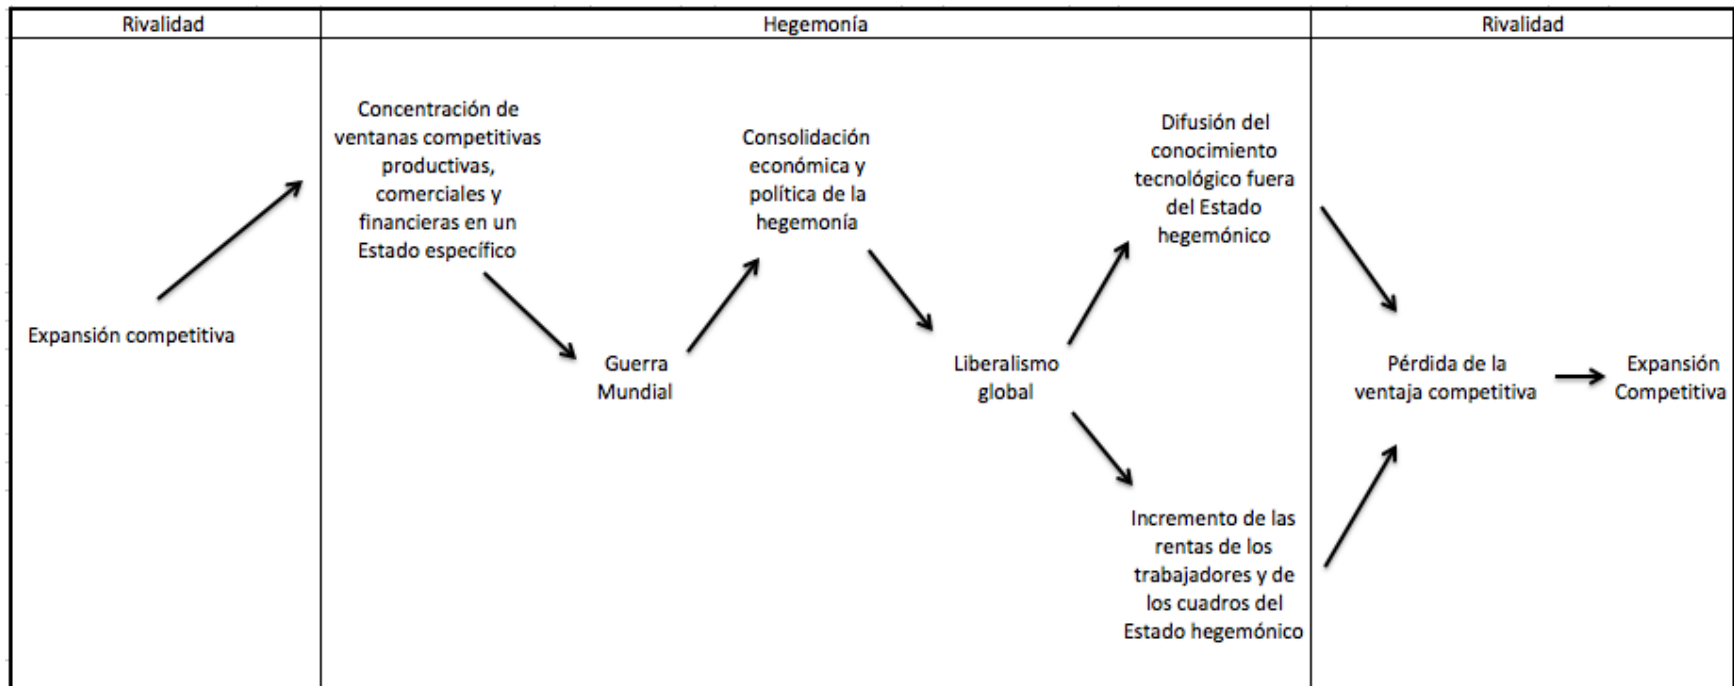 Rivalidad
Hegemonía
Rivalidad
Expansión competitiva
Concentración de
ventanas competitivas
productivas,
comerciales y
financieras en un
Estado específico
Guerra
Mundial
Consolidación
económica y
política de la
hegemonía
Liberalismo
global
Difusión del
conocimiento
tecnológico fuera
del Estado
hegemónico
Incremento de las
rentas de los
trabajadores y de
los cuadros del
Estado hegemónico
Pérdida de la
ventaja competitiva
Expansión
Competitiva